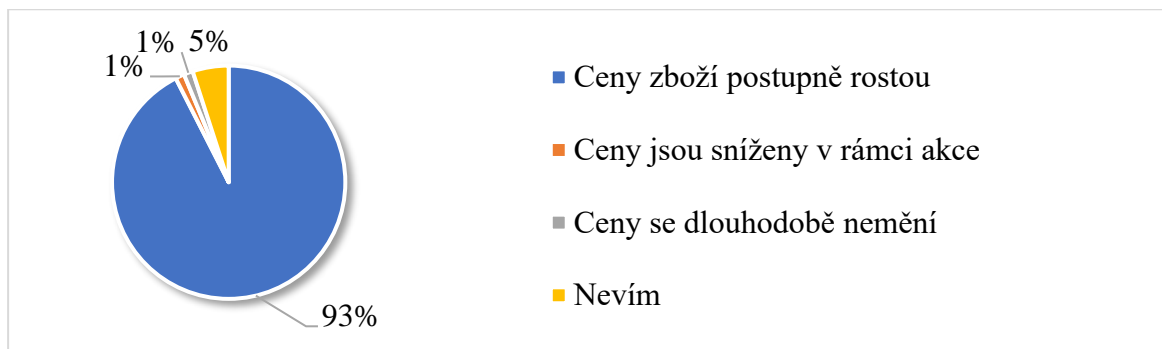 1% 5%
1%
93%
Ceny zboží postupně rostou
Ceny jsou sníženy v rámci akce
Ceny se dlouhodobě nemění
Nevím